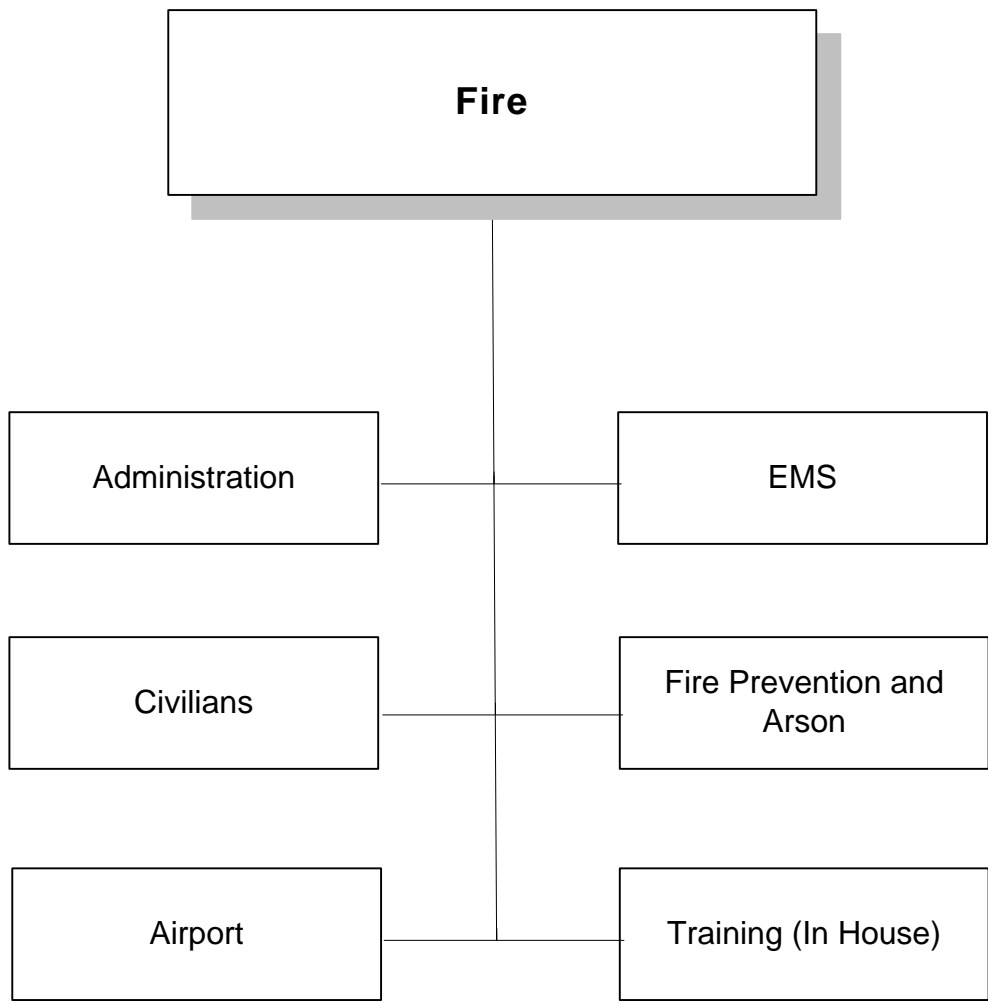 Fire
Administration
EMS
Civilians
Fire Prevention and
Arson
Airport
Training (In House)